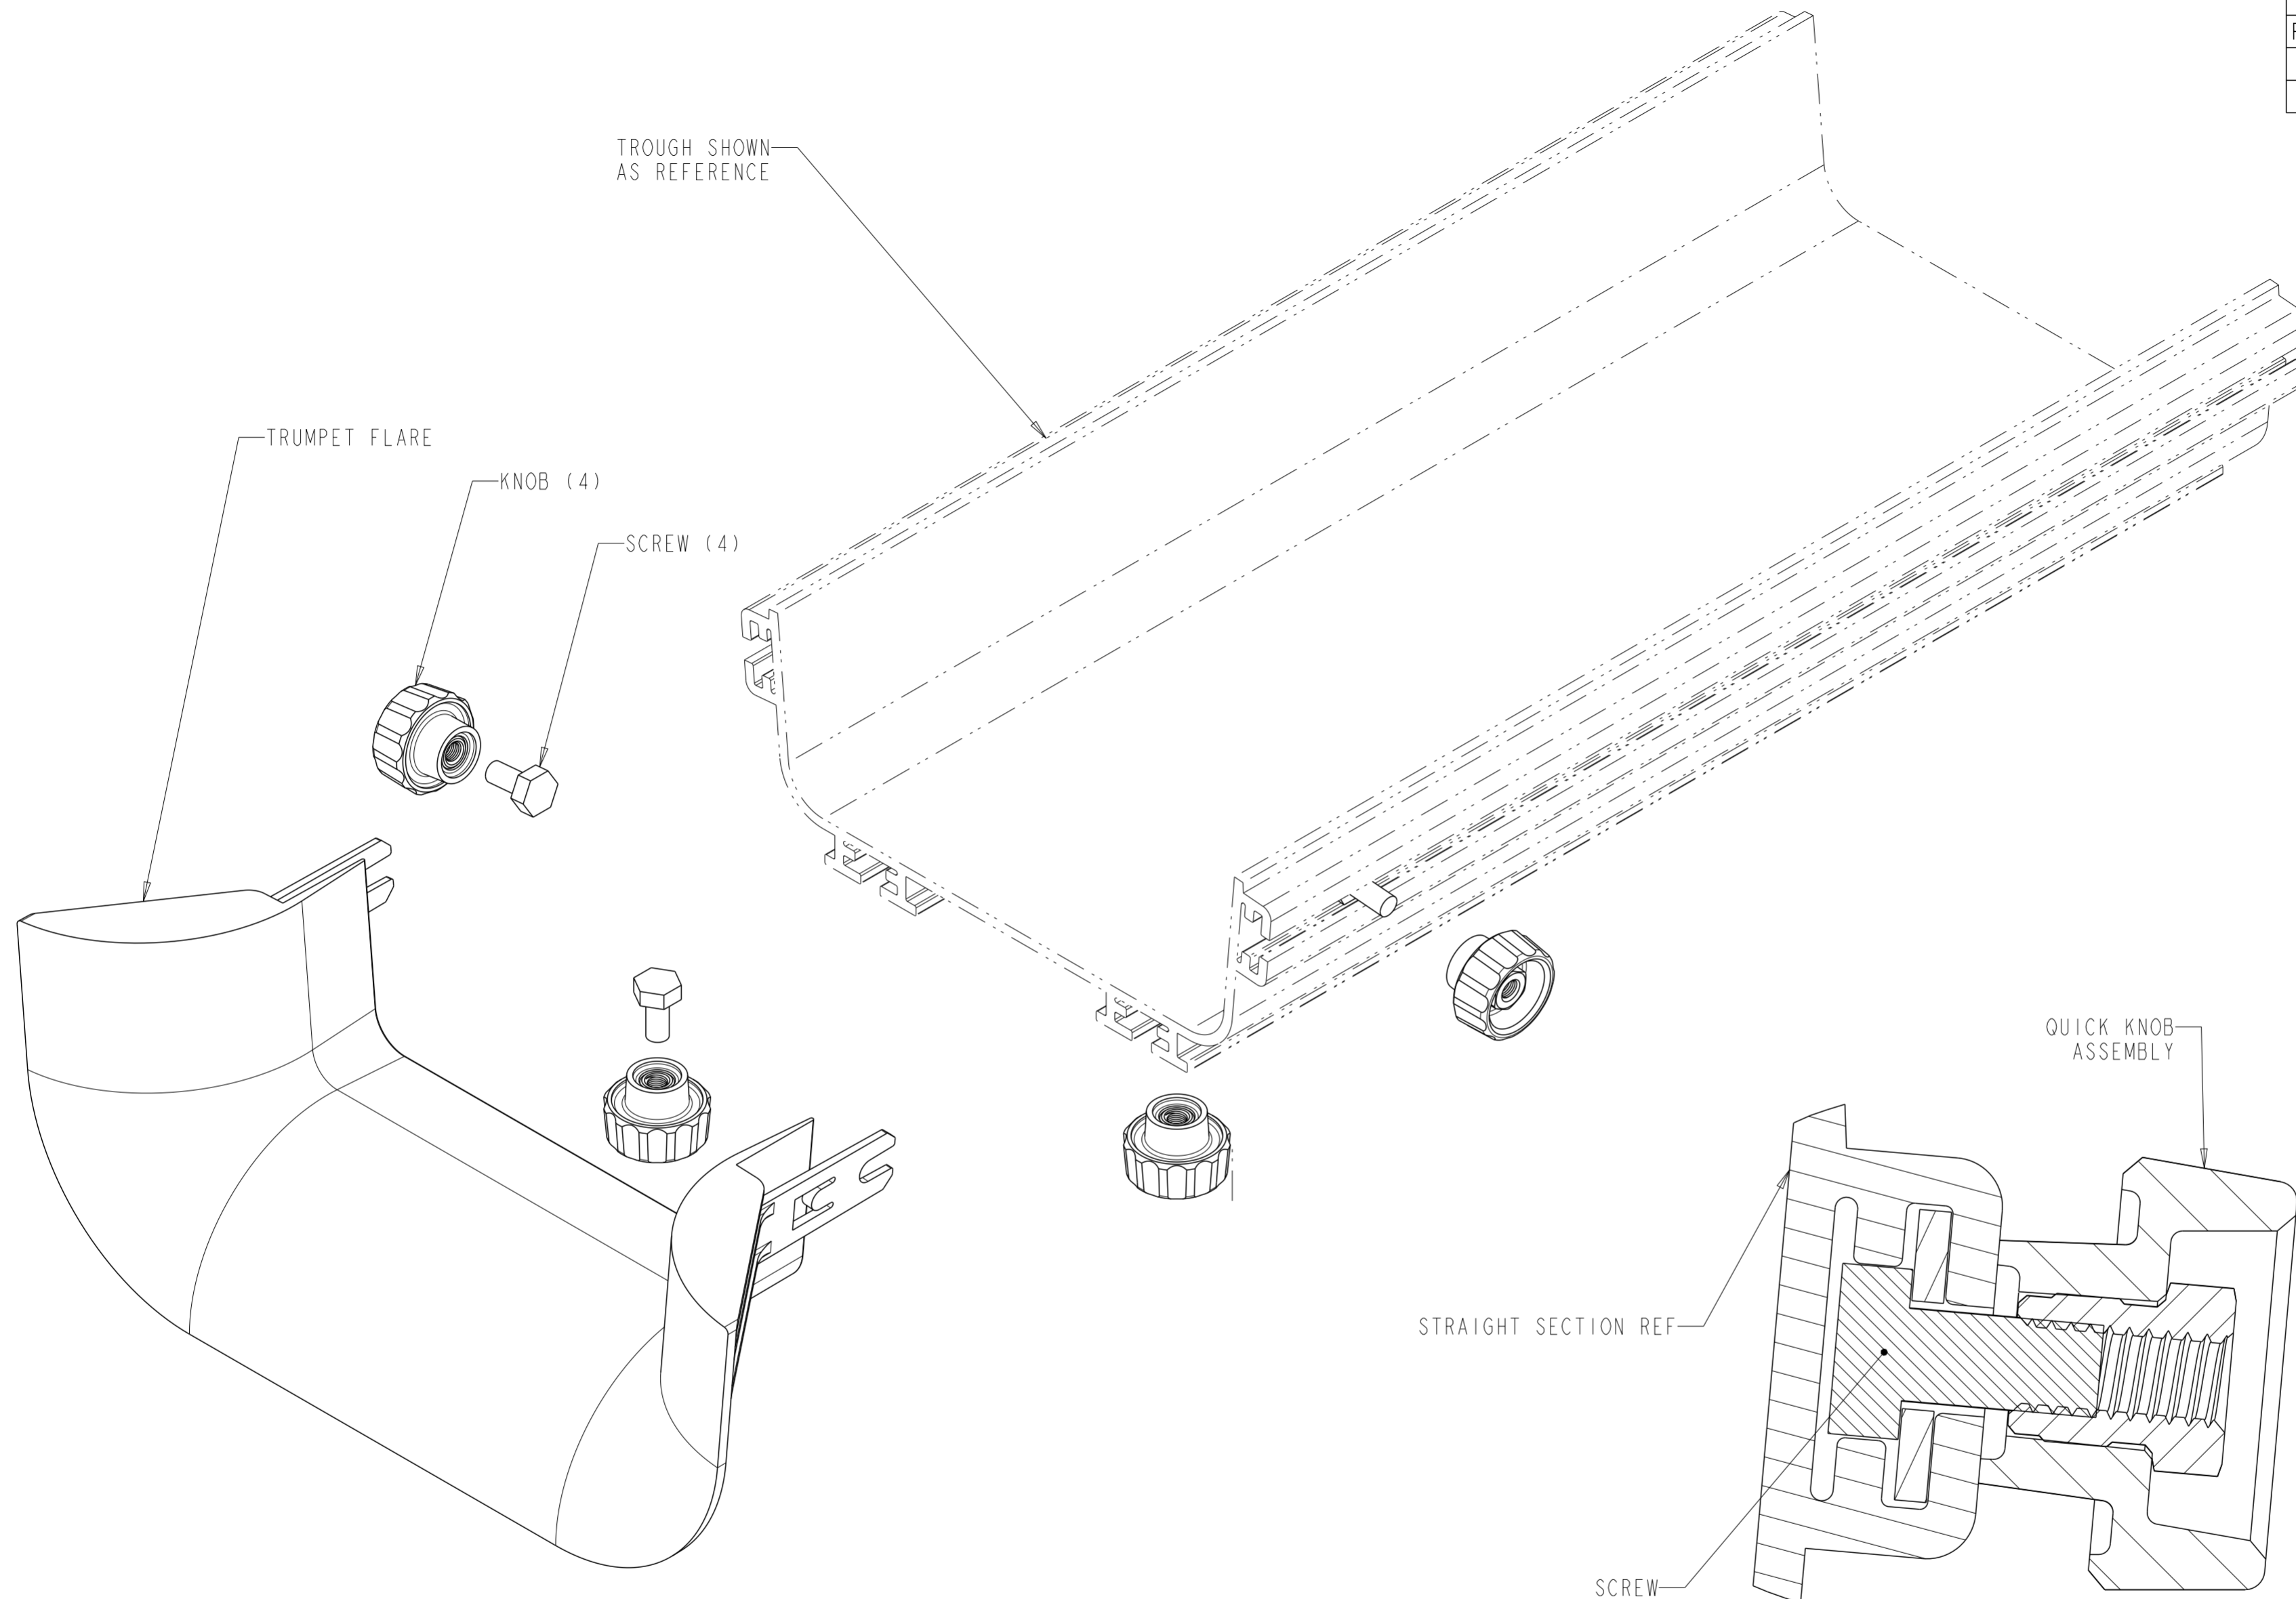 TROUGH SHOWN
AS REFERENCE
TRUMPET FLARE
KNOB (4)
SCREW (4)
QUICK KNOB
ASSEMBLY
STRAIGHT SECTION REF
SCREW